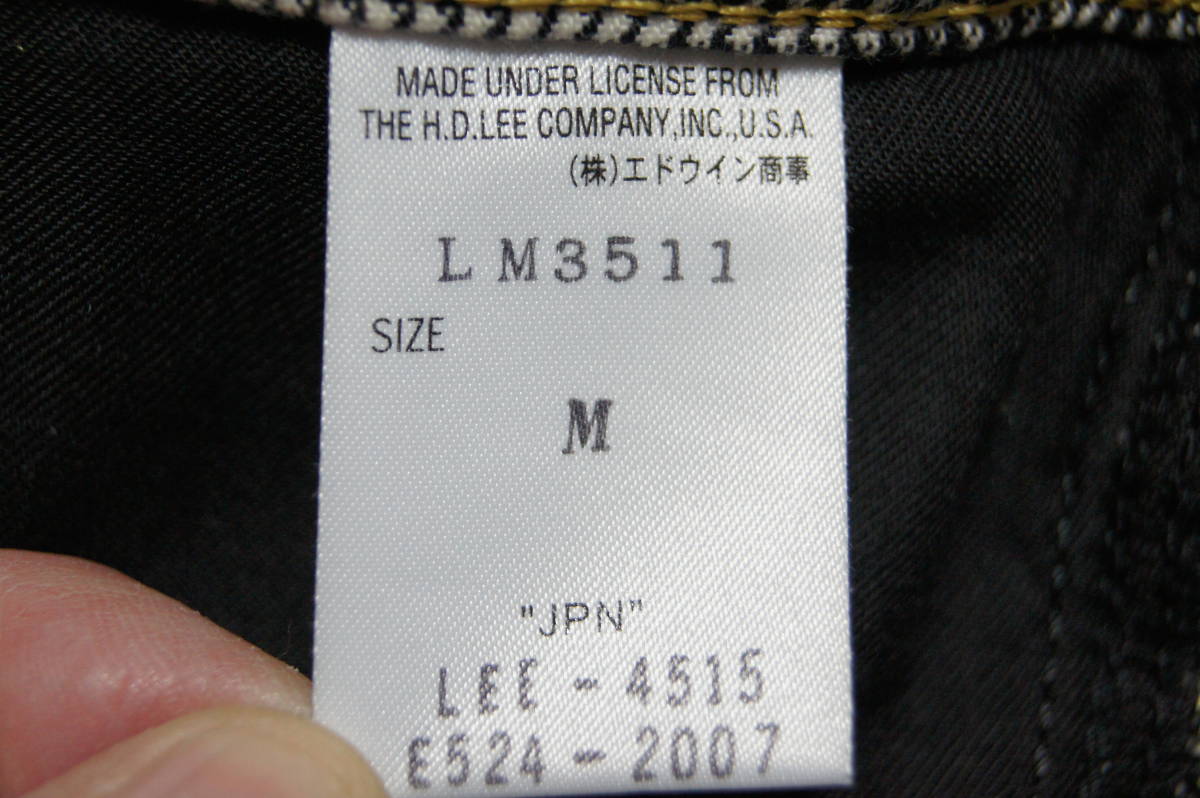 MADE UNDER LICENSE FROM
THE H.D.LEE COMPANY,INC.,U.S.A.
(株)エドウイン商事
LM3511
SIZE
M
"JPN"
LEE-4515
E524-2007